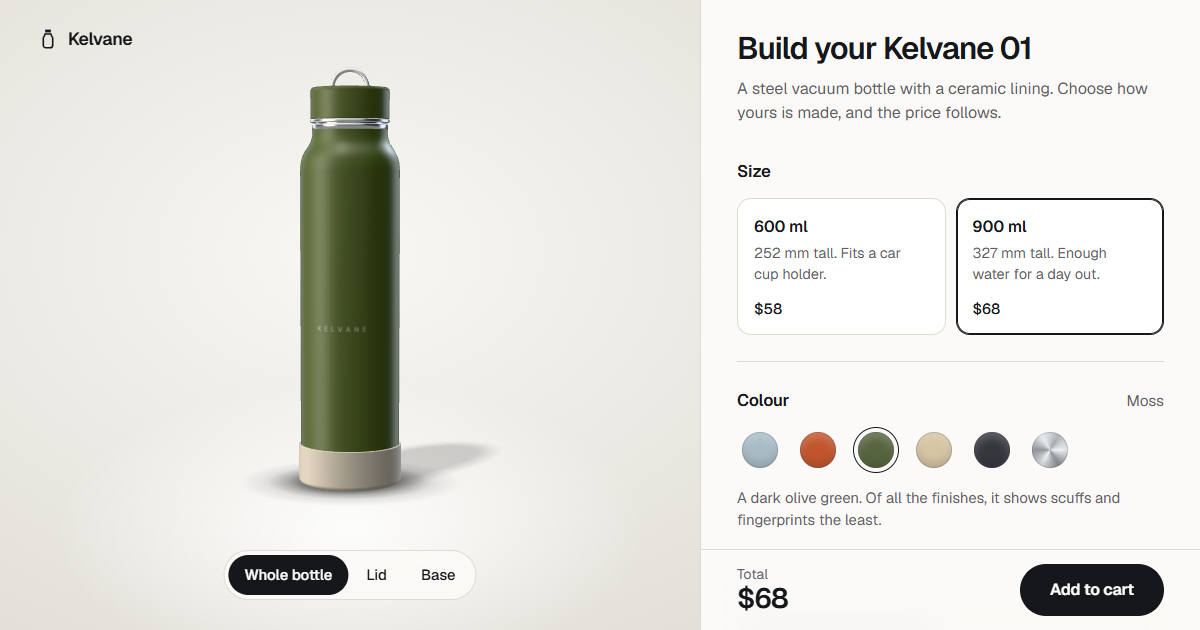 Kelvane
KELVANE
Whole bottle
Lid
Base
Build your Kelvane 01
A steel vacuum bottle with a ceramic lining. Choose how
yours is made, and the price follows.
Size
600 ml
252 mm tall. Fits a car
cup holder.
$58
900 ml
327 mm tall. Enough
water for a day out.
$68
Colour
Moss
A dark olive green. Of all the finishes, it shows scuffs and
fingerprints the least.
Total
$68
Add to cart